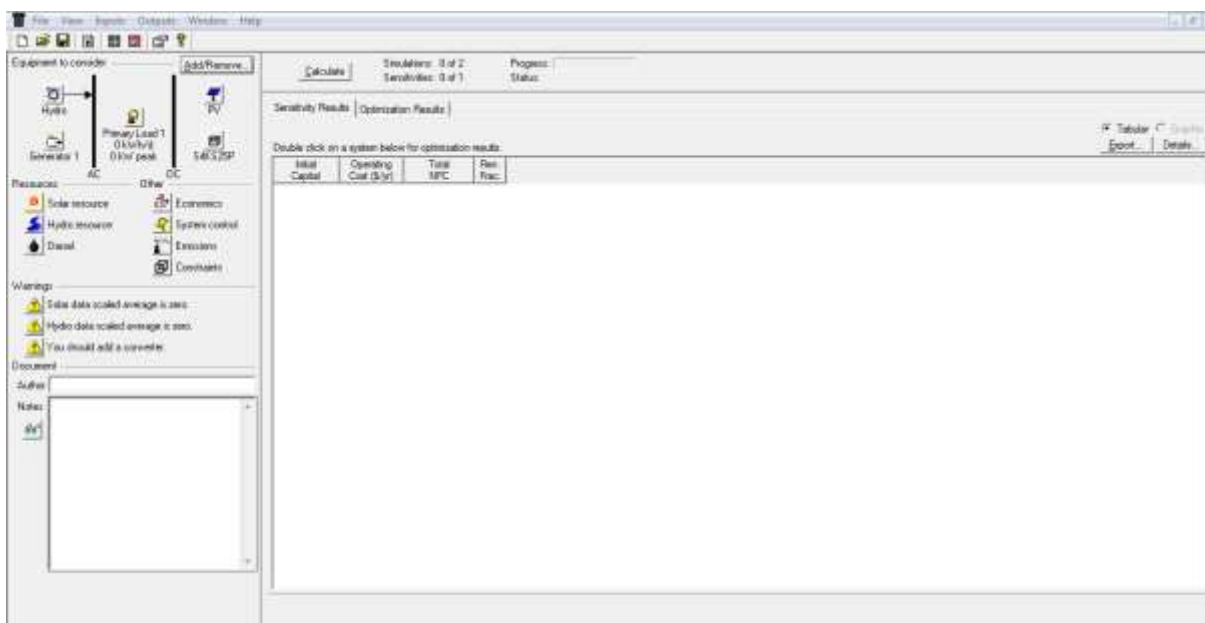 File View Inputs Outputs Window Help
Equipment to consider Add/Remove...
Calculate
Simulations: 0 of 2
Sensitivities: 0 of 1
Progress:
Status:
Hydro
PV
Primary Load 1
0 kWh/d
0 kW peak
Generator 1
S4KS25P
AC DC
Resources Other
Solar resource Economics
Hydro resource System control
Diesel Emissions
Constraints
Warnings
Solar data scaled average is zero.
Hydro data scaled average is zero.
You should add a converter.
Document
Author
Notes
Sensitivity Results Optimization Results
Tabular Graphic
Double click on a system below for optimization results.
Export... Details...
Initial Capital
Operating Cost ($/yr)
Total NPC
Ren. Frac.